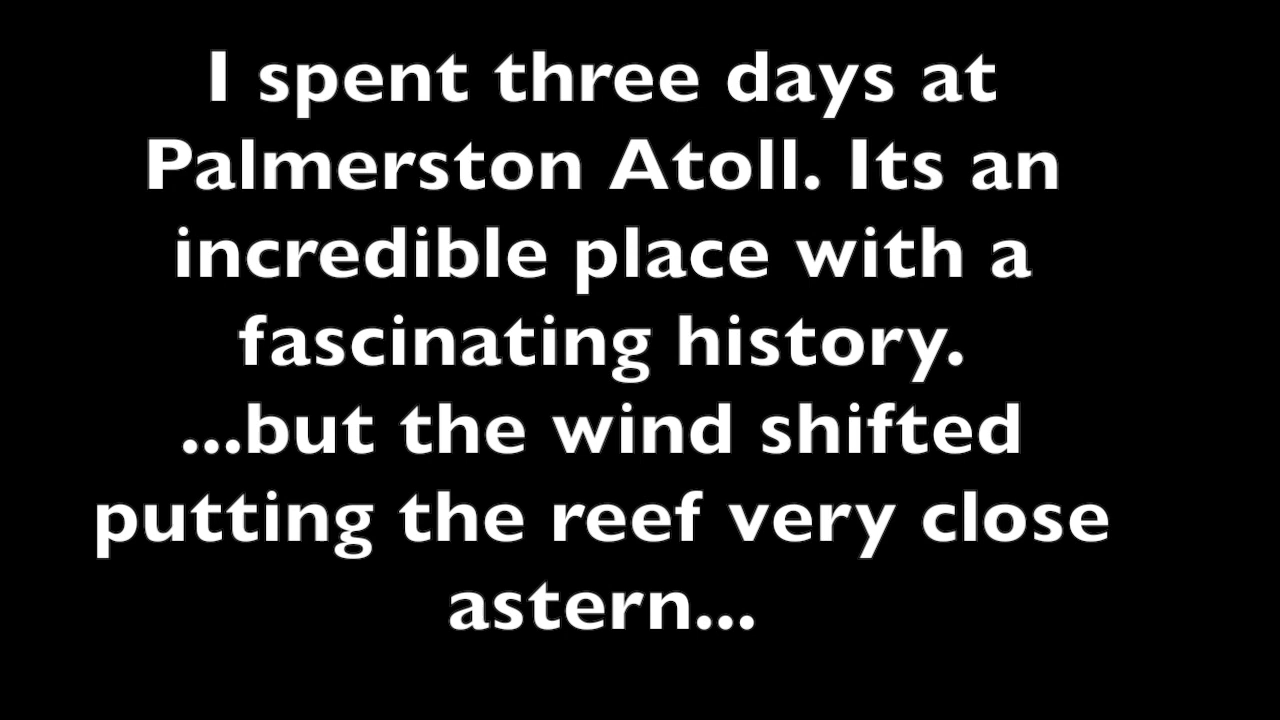 I spent three days at
Palmerston Atoll. Its an
incredible place with a
fascinating history.
...but the wind shifted
putting the reef very close
astern...